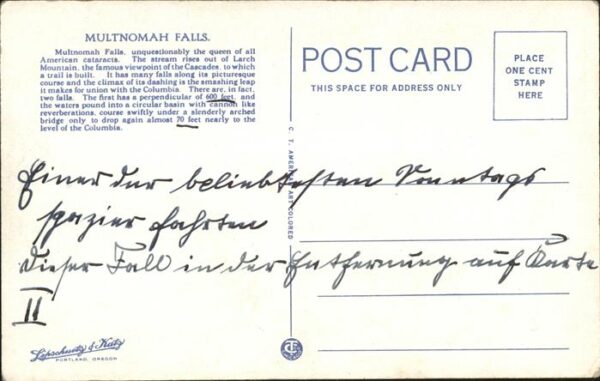 MULTNOMAH FALLS.
Multnomah Falls, unquestionably the queen of all
American cataracts. The stream rises out of Larch
Mountain, the famous viewpoint of the Cascades, to which
a trail is built. It has many falls along its picturesque
course and the climax of its dashing is the smashing leap
it makes for union with the Columbia. There are, in fact,
two falls. The first has a perpendicular of 600 feet, and
the waters pound into a circular basin with cannon like
reverberations, course swiftly under a slenderly arched
bridge only to drop again almost 70 feet nearly to the
level of the Columbia.
POST CARD
THIS SPACE FOR ADDRESS ONLY
PLACE
ONE CENT
STAMP
HERE
C. T. AMERICAN ART COLORED
Einer der beliebtesten Sonntags
spazier fahrten
dieser Fall in der Entfernung auf Karte
II
Lipschuetz & Katz
PORTLAND, OREGON
CT